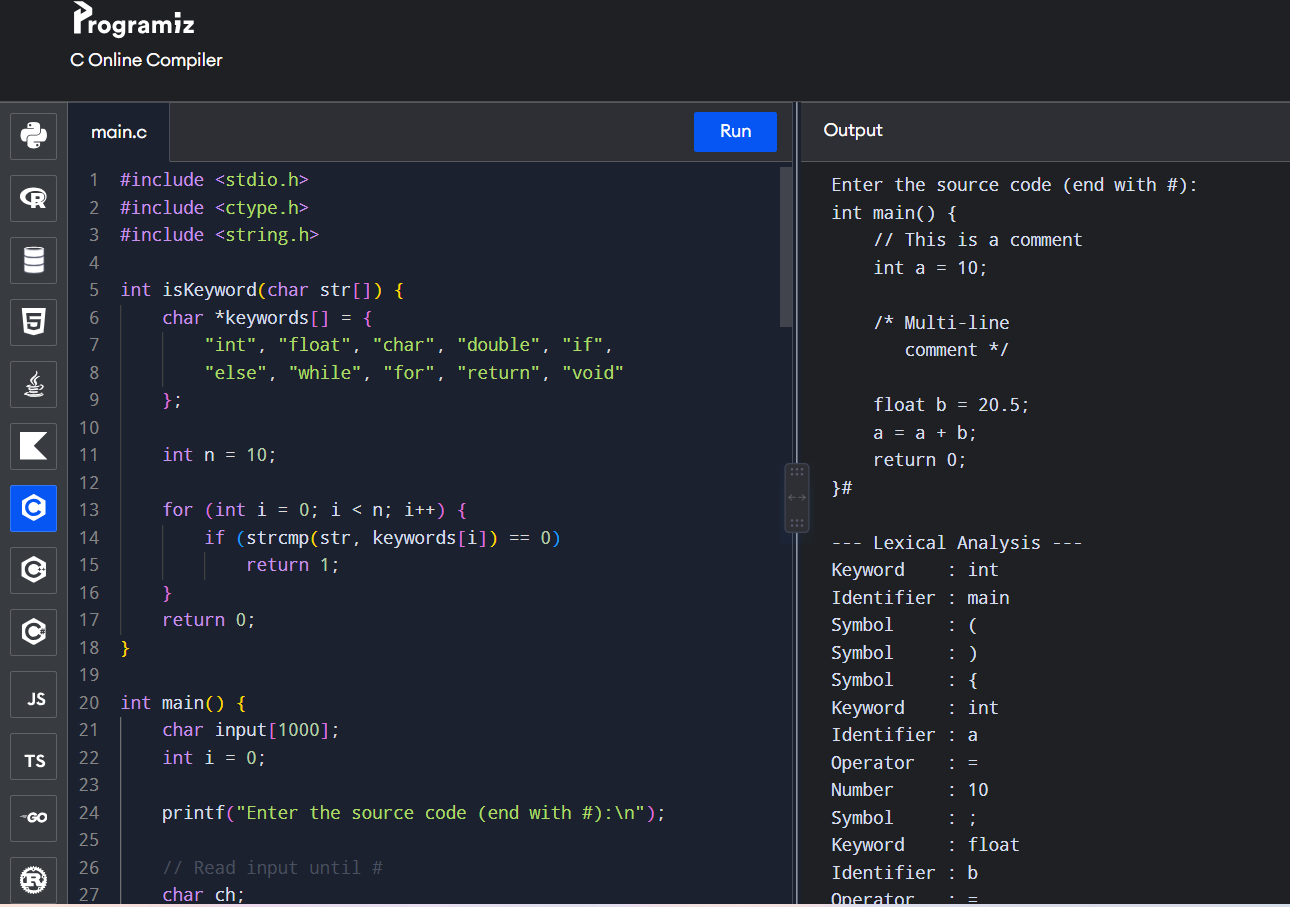 Programiz
C Online Compiler
main.c
Run
1 #include <stdio.h>
2 #include <ctype.h>
3 #include <string.h>
4
5 int isKeyword(char str[]) {
6     char *keywords[] = {
7         "int", "float", "char", "double", "if",
8         "else", "while", "for", "return", "void"
9     };
10
11     int n = 10;
12
13     for (int i = 0; i < n; i++) {
14         if (strcmp(str, keywords[i]) == 0)
15             return 1;
16     }
17     return 0;
18 }
19
20 int main() {
21     char input[1000];
22     int i = 0;
23
24     printf("Enter the source code (end with #):\n");
25
26     // Read input until #
27     char ch;
JS
TS
GO
Output
Enter the source code (end with #):
int main() {
    // This is a comment
    int a = 10;

    /* Multi-line
       comment */

    float b = 20.5;
    a = a + b;
    return 0;
}#

--- Lexical Analysis ---
Keyword    : int
Identifier : main
Symbol     : (
Symbol     : )
Symbol     : {
Keyword    : int
Identifier : a
Operator   : =
Number     : 10
Symbol     : ;
Keyword    : float
Identifier : b
Operator   : =